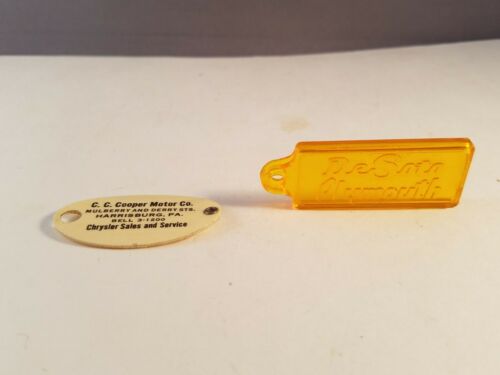 C. C. Cooper Motor Co.
MULBERRY AND DERRY STS.
HARRISBURG, PA.
BELL 3-1200
Chrysler Sales and Service
DeSoto
Plymouth